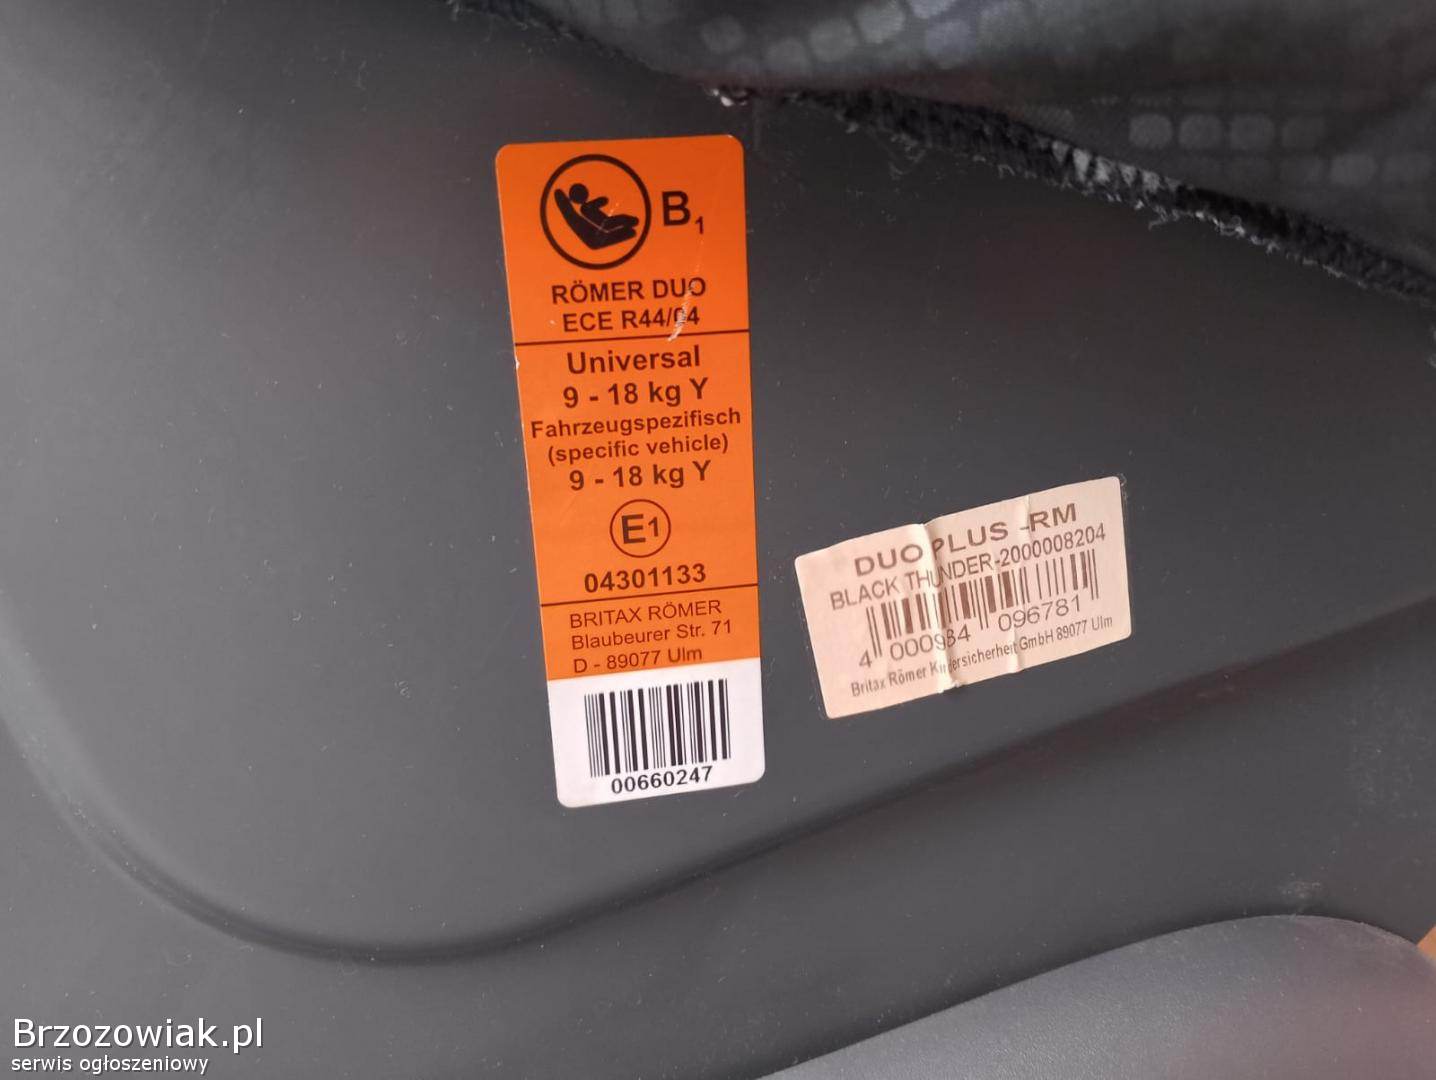 B1
RÖMER DUO
ECE R44/04
Universal
9 - 18 kg Y
Fahrzeugspezifisch
(specific vehicle)
9 - 18 kg Y
E1
04301133
BRITAX RÖMER
Blaubeurer Str. 71
D - 89077 Ulm
00660247
DUO PLUS -RM
BLACK THUNDER-2000008204
4 000984 096781
Britax Römer Kindersicherheit GmbH 89077 Ulm
Brzozowiak.pl
serwis ogłoszeniowy